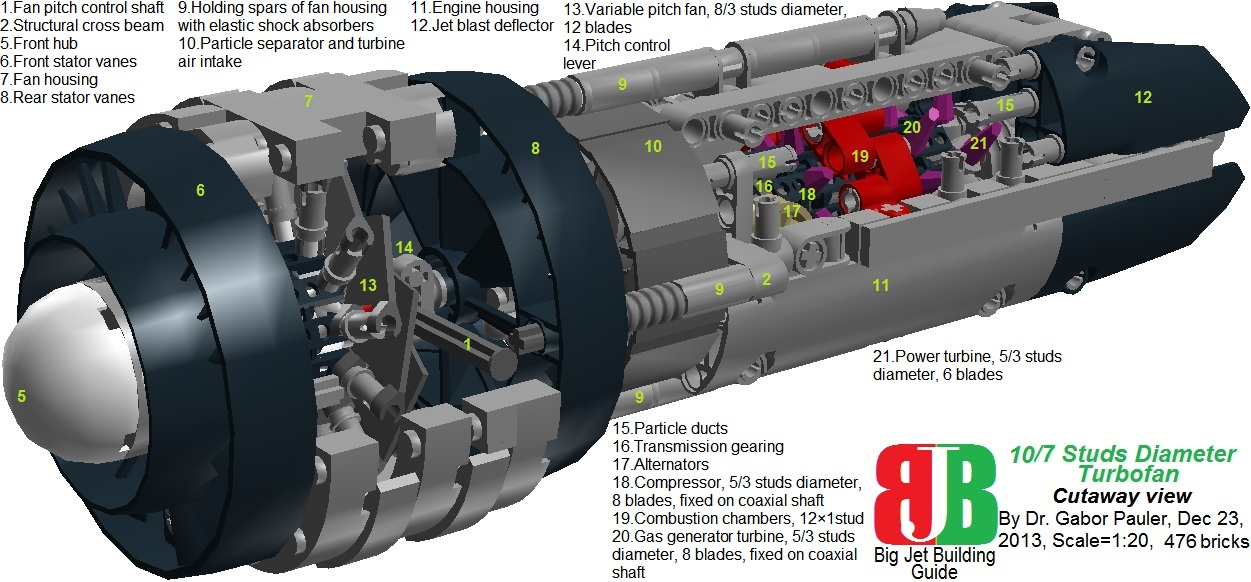 1.Fan pitch control shaft
2.Structural cross beam
5.Front hub
6.Front stator vanes
7.Fan housing
8.Rear stator vanes
9.Holding spars of fan housing
with elastic shock absorbers
10.Particle separator and turbine
air intake
11.Engine housing
12.Jet blast deflector
13.Variable pitch fan, 8/3 studs diameter,
12 blades
14.Pitch control
lever
9
7
15
12
20
21
10
8
19
15
6
16
18
17
14
13
2
9
11
1
5
9
21.Power turbine, 5/3 studs
diameter, 6 blades
15.Particle ducts
16.Transmission gearing
17.Alternators
18.Compressor, 5/3 studs diameter,
8 blades, fixed on coaxial shaft
19.Combustion chambers, 12×1stud
20.Gas generator turbine, 5/3 studs
diameter, 8 blades, fixed on coaxial
shaft
BJB
Big Jet Building
Guide
10/7 Studs Diameter
Turbofan
Cutaway view
By Dr. Gabor Pauler, Dec 23,
2013, Scale=1:20, 476 bricks